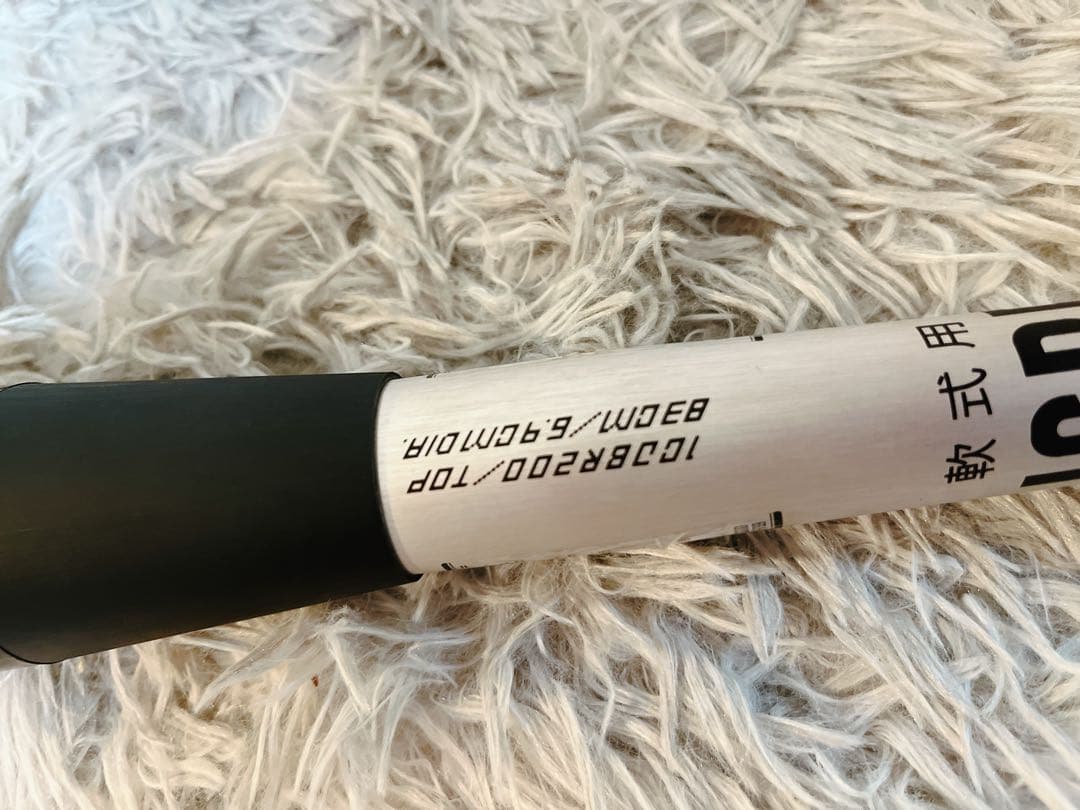 1CJBR200/TOP
83CM/6.9CMDIA.
軟式用